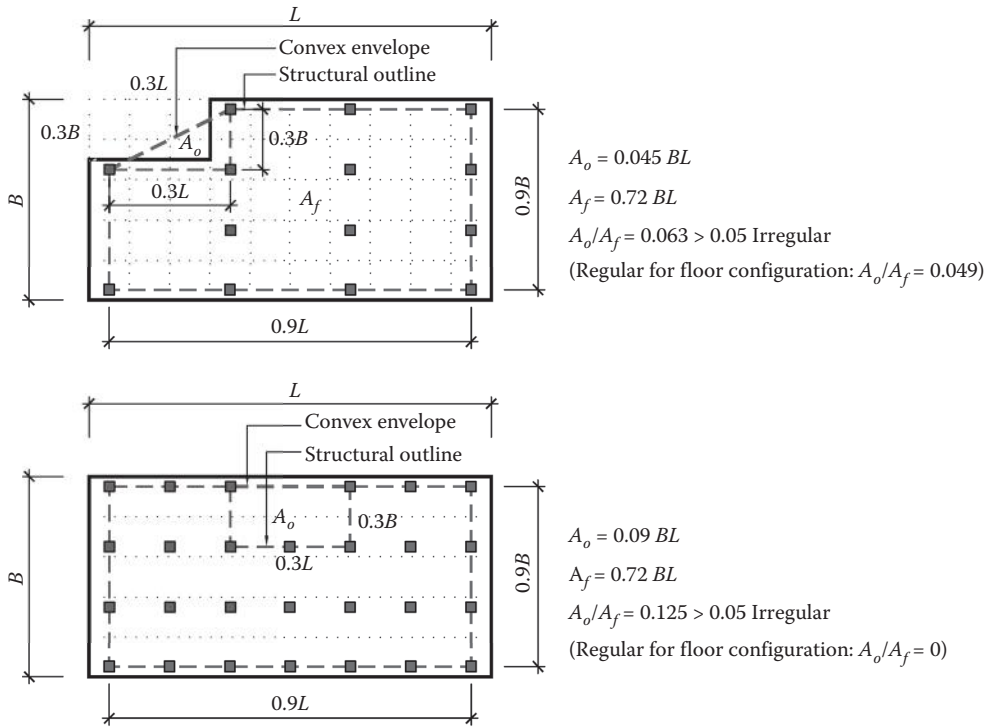 L
Convex envelope
Structural outline
0.3L
0.3B
A_o
0.3B
0.3L
A_f
B
0.9B
0.9L
A_o = 0.045 BL
A_f = 0.72 BL
A_o/A_f = 0.063 > 0.05 Irregular
(Regular for floor configuration: A_o/A_f = 0.049)
L
Convex envelope
Structural outline
A_o
0.3B
0.3L
B
0.9B
0.9L
A_o = 0.09 BL
A_f = 0.72 BL
A_o/A_f = 0.125 > 0.05 Irregular
(Regular for floor configuration: A_o/A_f = 0)